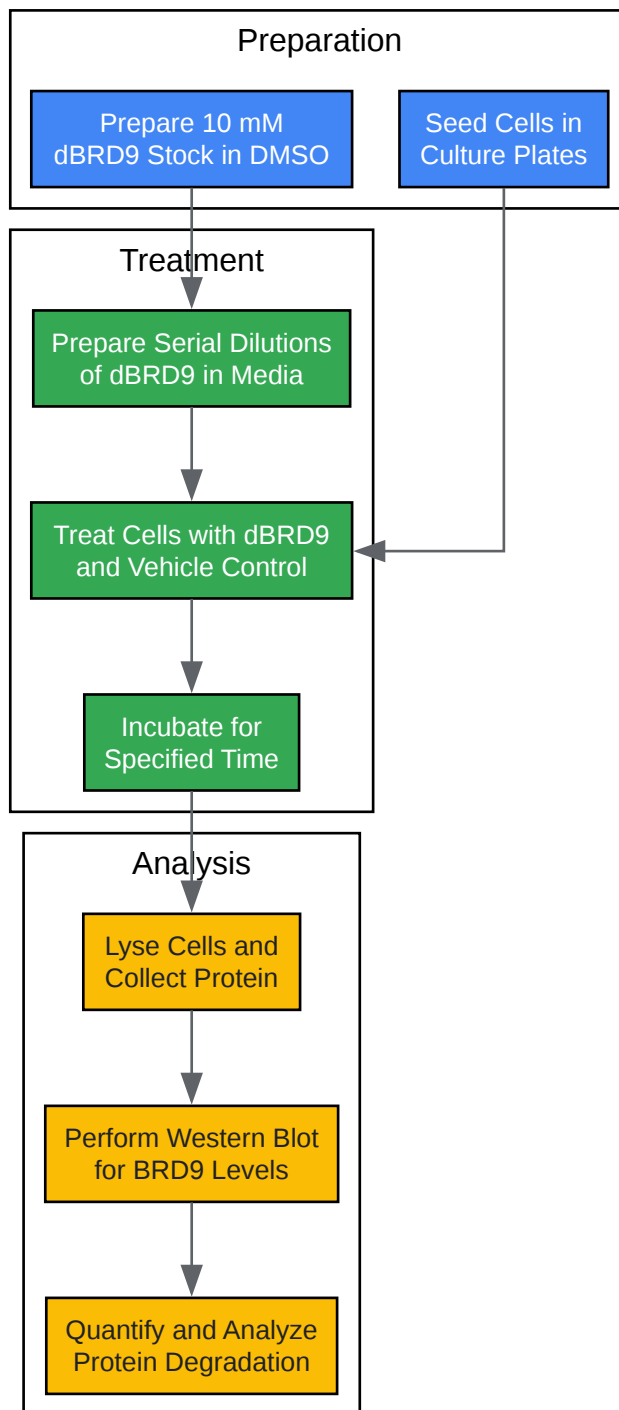 Preparation
Prepare 10 mM
dBRD9 Stock in DMSO
Seed Cells in
Culture Plates
Treatment
Prepare Serial Dilutions
of dBRD9 in Media
Treat Cells with dBRD9
and Vehicle Control
Incubate for
Specified Time
Analysis
Lyse Cells and
Collect Protein
Perform Western Blot
for BRD9 Levels
Quantify and Analyze
Protein Degradation